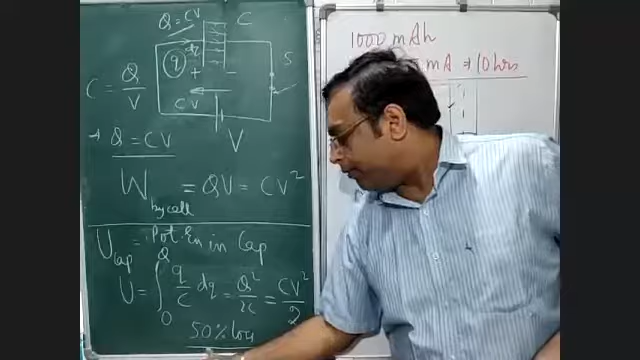 Q = CV
C
dq
q
+ −
S
C = Q/V
CV
V
→ Q = CV
W by cell = QV = CV²
U cap = Pot. En in Cap
U = ∫₀^Q q/C dq = Q²/2C = CV²/2
50% loss
1000 mAh
mA → 10 hrs